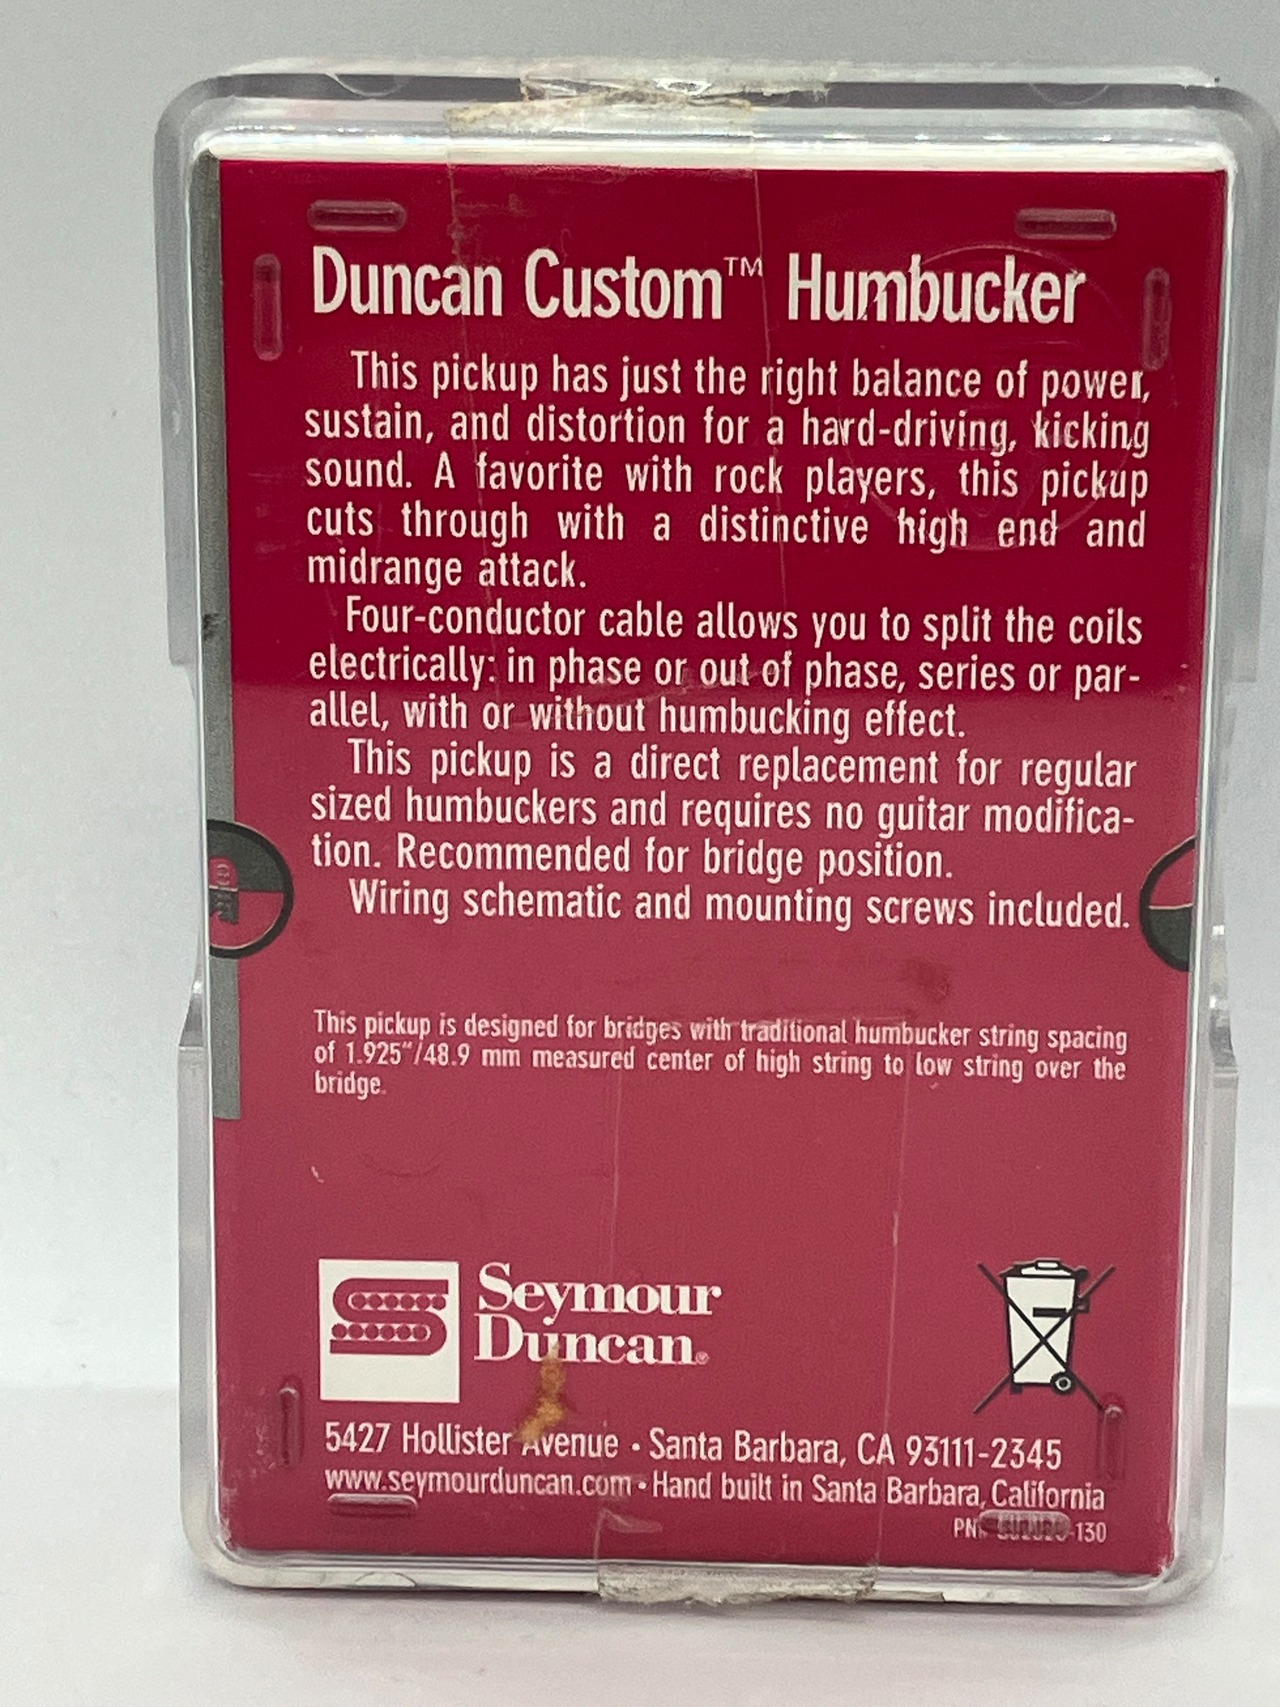 Duncan Custom™ Humbucker
This pickup has just the right balance of power,
sustain, and distortion for a hard-driving, kicking
sound. A favorite with rock players, this pickup
cuts through with a distinctive high end and
midrange attack.
Four-conductor cable allows you to split the coils
electrically: in phase or out of phase, series or par-
allel, with or without humbucking effect.
This pickup is a direct replacement for regular
sized humbuckers and requires no guitar modifica-
tion. Recommended for bridge position.
Wiring schematic and mounting screws included.
This pickup is designed for bridges with traditional humbucker string spacing
of 1.925"/48.9 mm measured center of high string to low string over the
bridge.
Seymour
Duncan®
5427 Hollister Avenue • Santa Barbara, CA 93111-2345
www.seymourduncan.com • Hand built in Santa Barbara, California
-130